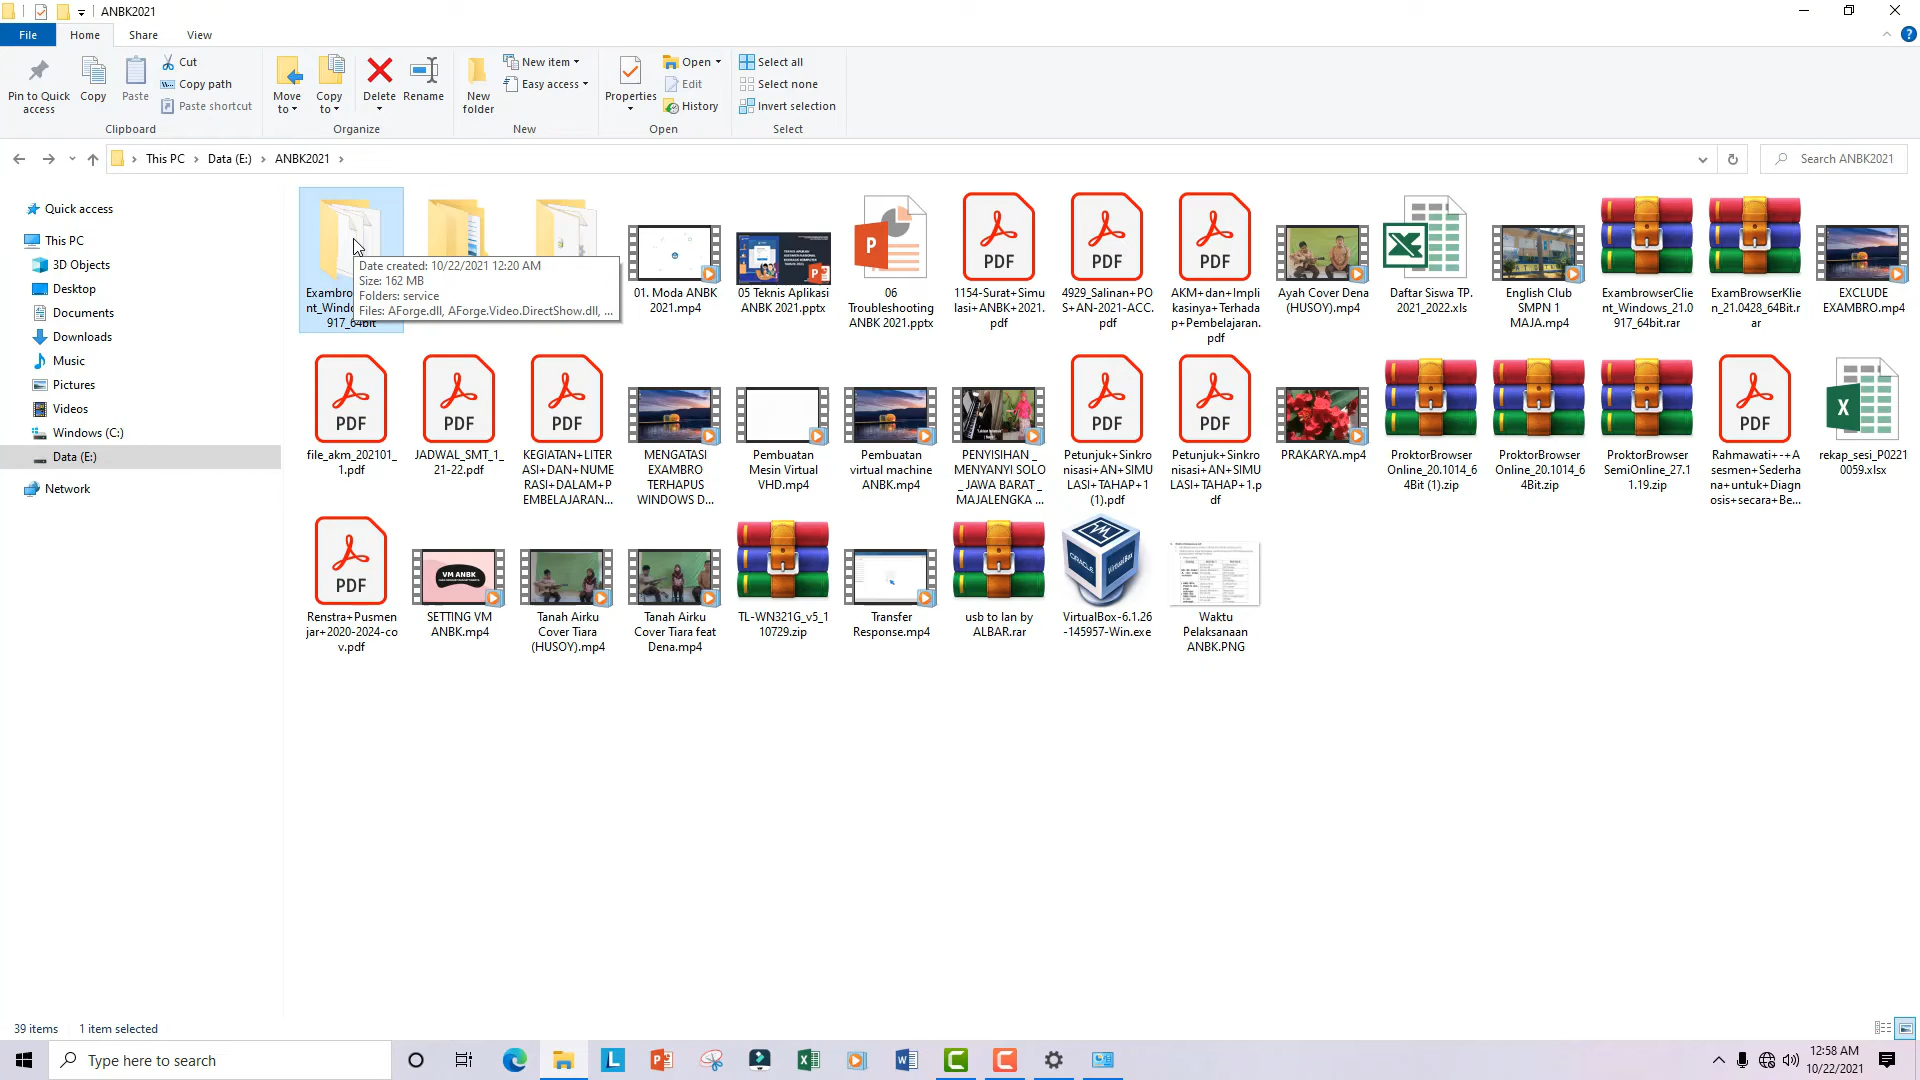 ANBK2021
File
Home
Share
View
Pin to Quick
access
Copy
Paste
Cut
Copy path
Paste shortcut
Clipboard
Move
to
Copy
to
Delete
Rename
Organize
New
folder
New item
Easy access
New
Properties
Open
Edit
History
Open
Select all
Select none
Invert selection
Select
This PC
Data (E:)
ANBK2021
Search ANBK2021
Quick access
This PC
3D Objects
Desktop
Documents
Downloads
Music
Pictures
Videos
Windows (C:)
Data (E:)
Network
917_64bit
Date created: 10/22/2021 12:20 AM
Size: 162 MB
Folders: service
Files: AForge.dll, AForge.Video.DirectShow.dll, ...
01. Moda ANBK
2021.mp4
05 Teknis Aplikasi
ANBK 2021.pptx
06
Troubleshooting
ANBK 2021.pptx
PDF
1154-Surat+Simu
lasi+ANBK+2021.
pdf
PDF
4929_Salinan+PO
S+AN-2021-ACC.
pdf
PDF
AKM+dan+Impli
kasinya+Terhada
p+Pembelajaran.
pdf
Ayah Cover Dena
(HUSOY).mp4
Daftar Siswa TP.
2021_2022.xls
English Club
SMPN 1
MAJA.mp4
ExambrowserClie
nt_Windows_21.0
917_64bit.rar
ExamBrowserKlie
n_21.0428_64Bit.r
ar
EXCLUDE
EXAMBRO.mp4
PDF
file_akm_202101_
1.pdf
PDF
JADWAL_SMT_1_
21-22.pdf
PDF
KEGIATAN+LITER
ASI+DAN+NUME
RASI+DALAM+P
EMBELAJARAN...
MENGATASI
EXAMBRO
TERHAPUS
WINDOWS D...
Pembuatan
Mesin Virtual
VHD.mp4
Pembuatan
virtual machine
ANBK.mp4
PENYISIHAN _
MENYANYI SOLO
_ JAWA BARAT _
MAJALENGKA ...
PDF
Petunjuk+Sinkro
nisasi+AN+SIMU
LASI+TAHAP+1
(1).pdf
PDF
Petunjuk+Sinkro
nisasi+AN+SIMU
LASI+TAHAP+1.p
df
PRAKARYA.mp4
ProktorBrowser
Online_20.1014_6
4Bit (1).zip
ProktorBrowser
Online_20.1014_6
4Bit.zip
ProktorBrowser
SemiOnline_27.1
1.19.zip
PDF
Rahmawati+-+A
sesmen+Sederha
na+untuk+Diagn
osis+secara+Be...
rekap_sesi_P0221
0059.xlsx
PDF
Renstra+Pusmen
jar+2020-2024-co
v.pdf
VM ANBK
SETTING VM
ANBK.mp4
Tanah Airku
Cover Tiara
(HUSOY).mp4
Tanah Airku
Cover Tiara feat
Dena.mp4
TL-WN321G_v5_1
10729.zip
Transfer
Response.mp4
usb to lan by
ALBAR.rar
VirtualBox-6.1.26
-145957-Win.exe
Waktu
Pelaksanaan
ANBK.PNG
39 items
1 item selected
Type here to search
12:58 AM
10/22/2021